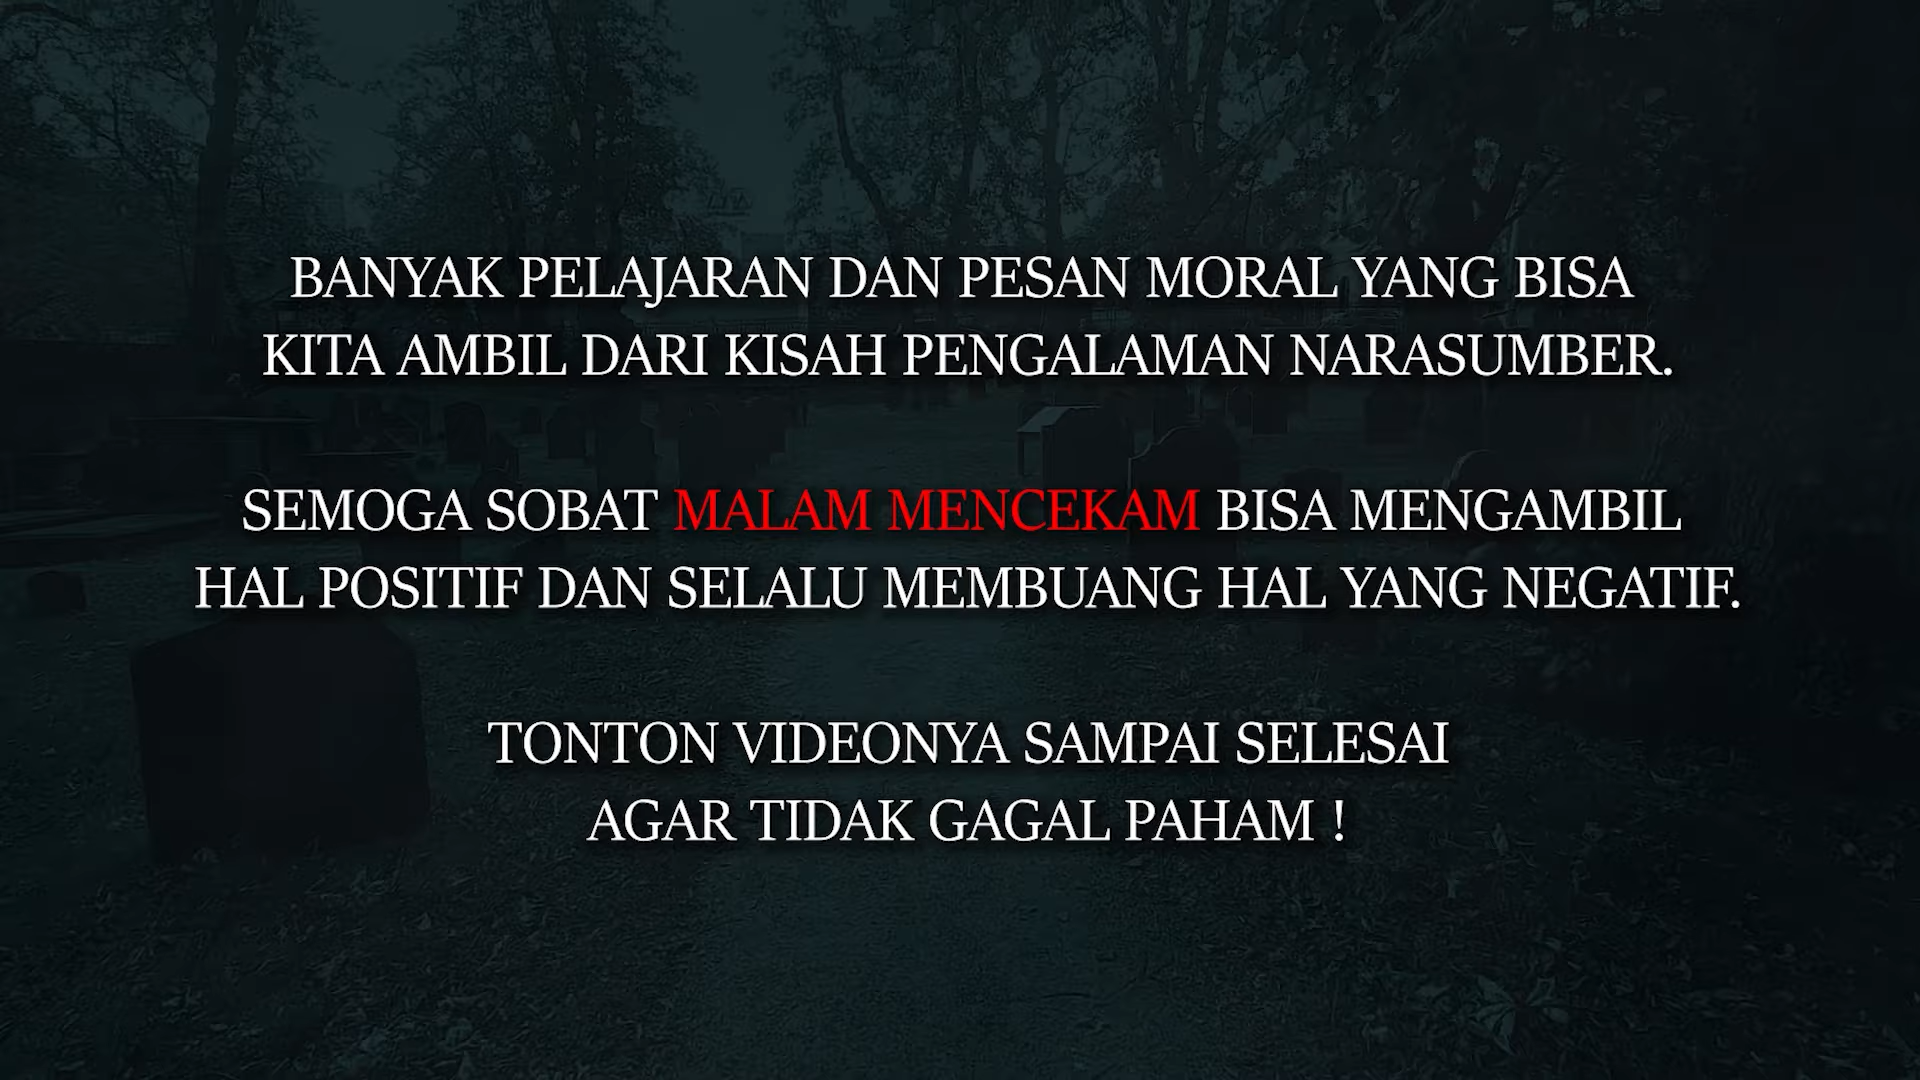 BANYAK PELAJARAN DAN PESAN MORAL YANG BISA
KITA AMBIL DARI KISAH PENGALAMAN NARASUMBER.
SEMOGA SOBAT MALAM MENCEKAM BISA MENGAMBIL
HAL POSITIF DAN SELALU MEMBUANG HAL YANG NEGATIF.
TONTON VIDEONYA SAMPAI SELESAI
AGAR TIDAK GAGAL PAHAM !